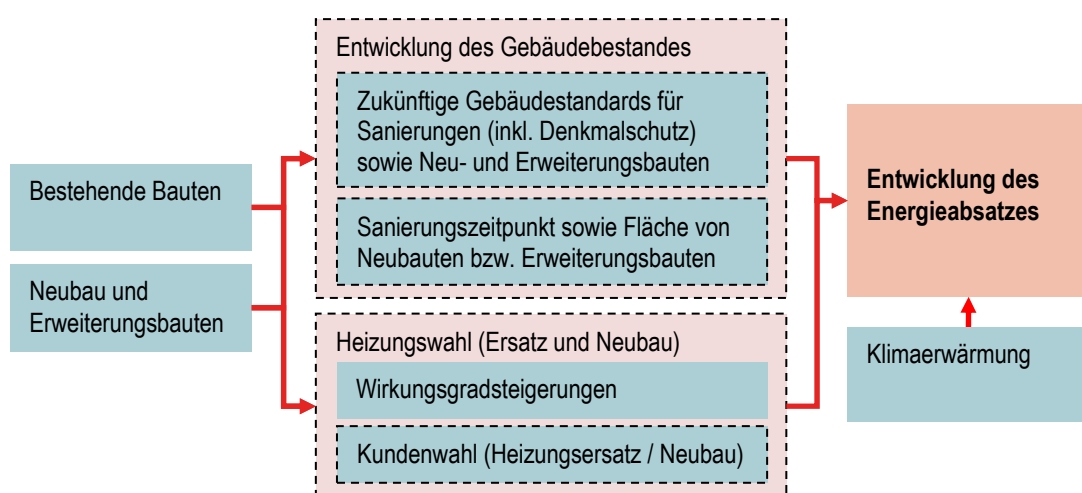 Bestehende Bauten
Neubau und
Erweiterungsbauten
Entwicklung des Gebäudebestandes
Zukünftige Gebäudestandards für
Sanierungen (inkl. Denkmalschutz)
sowie Neu- und Erweiterungsbauten
Sanierungszeitpunkt sowie Fläche von
Neubauten bzw. Erweiterungsbauten
Heizungswahl (Ersatz und Neubau)
Wirkungsgradsteigerungen
Kundenwahl (Heizungsersatz / Neubau)
Entwicklung des
Energieabsatzes
Klimaerwärmung